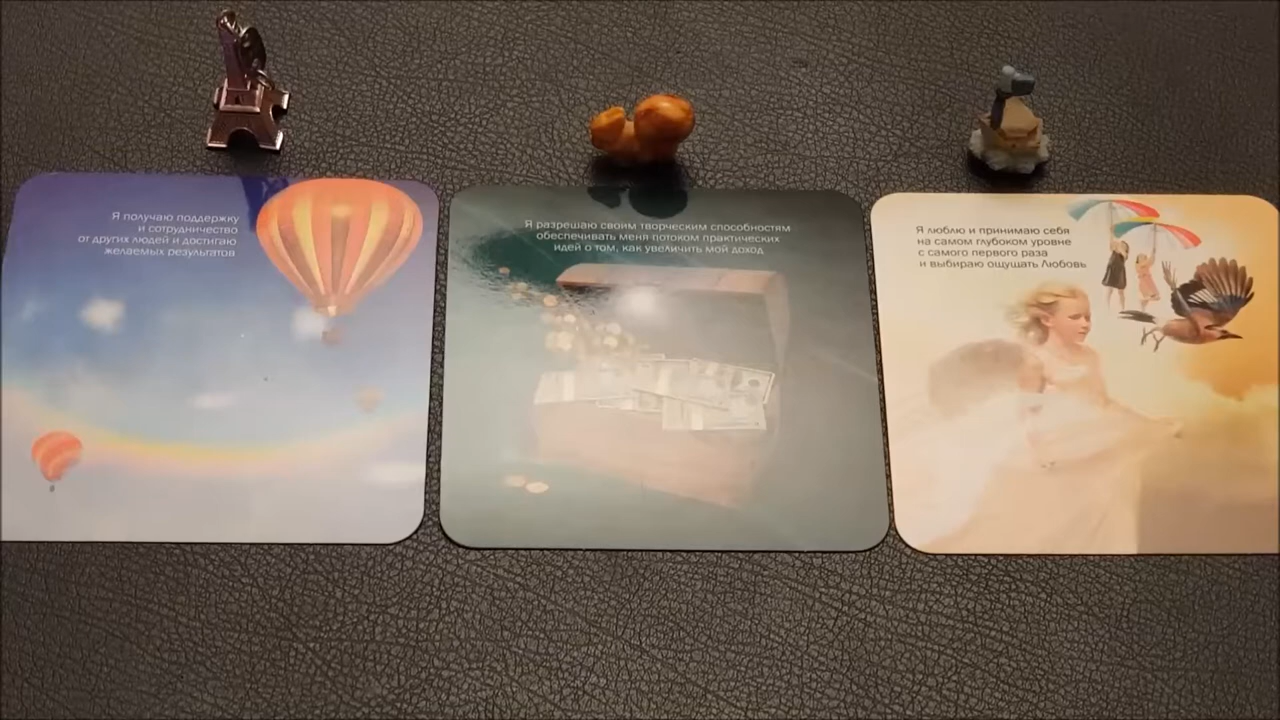 Я получаю поддержку
и сотрудничество
от других людей и достигаю
желаемых результатов
Я разрешаю своим творческим способностям
обеспечивать меня потоком практических
идей о том, как увеличить мой доход
Я люблю и принимаю себя
на самом глубоком уровне
с самого первого раза
и выбираю ощущать Любовь